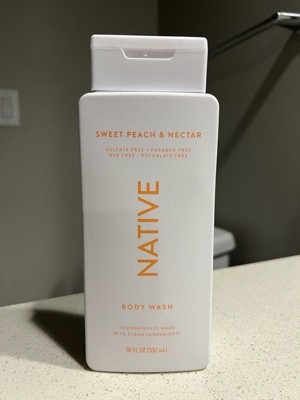 SWEET PEACH & NECTAR
SULFATE FREE • PARABEN FREE
DYE FREE • PHTHALATE FREE
NATIVE
BODY WASH
THOUGHTFULLY MADE
WITH CLEAN INGREDIENTS
18 FL OZ (532 mL)